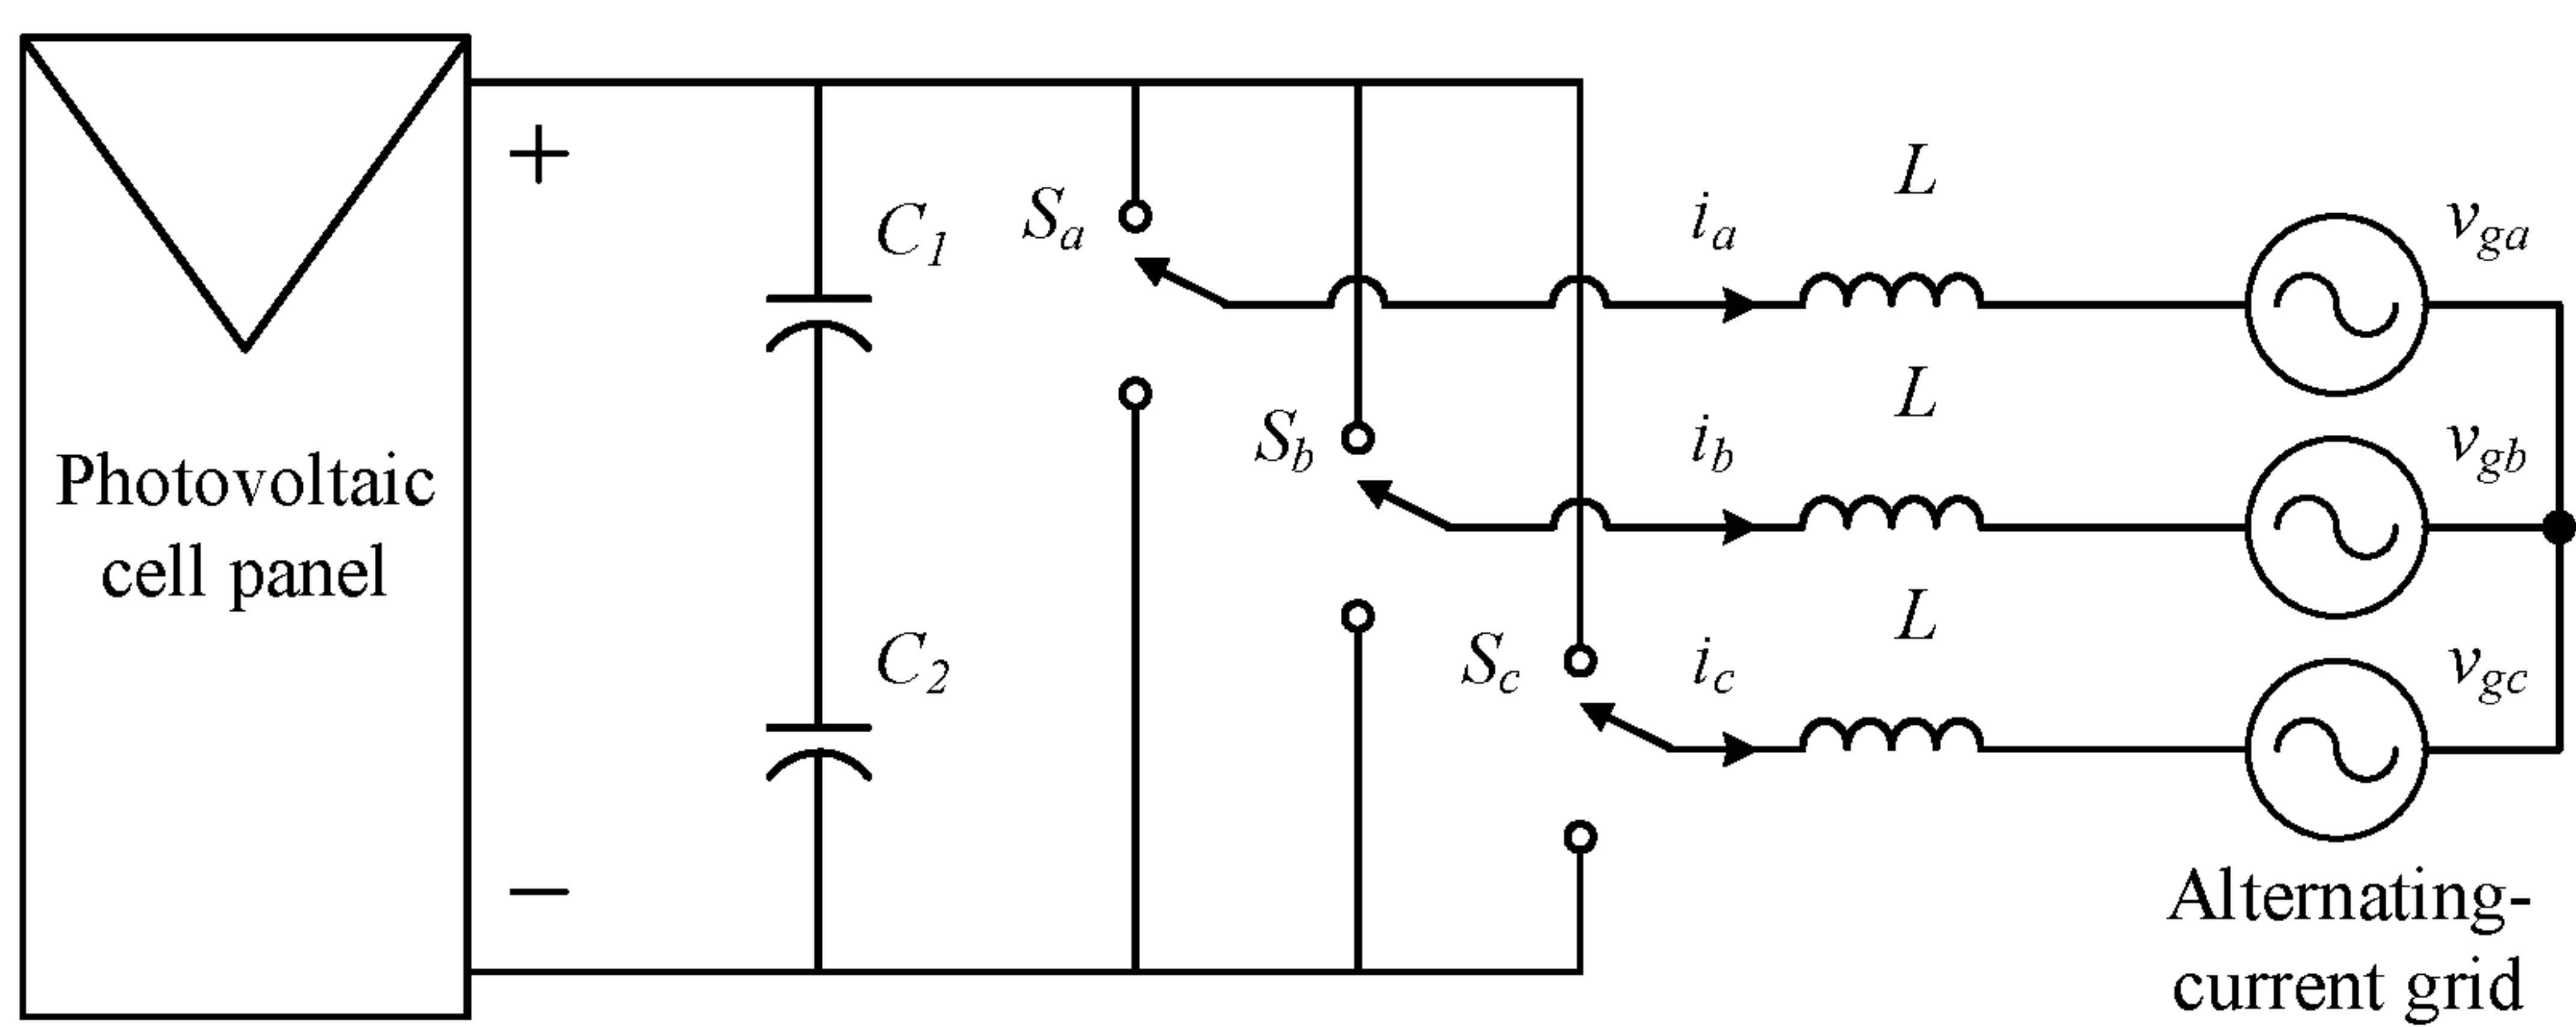 +
C1
Sa
ia
L
vga
Photovoltaic
cell panel
Sb
ib
L
vgb
C2
Sc
ic
L
vgc
−
Alternating-
current grid